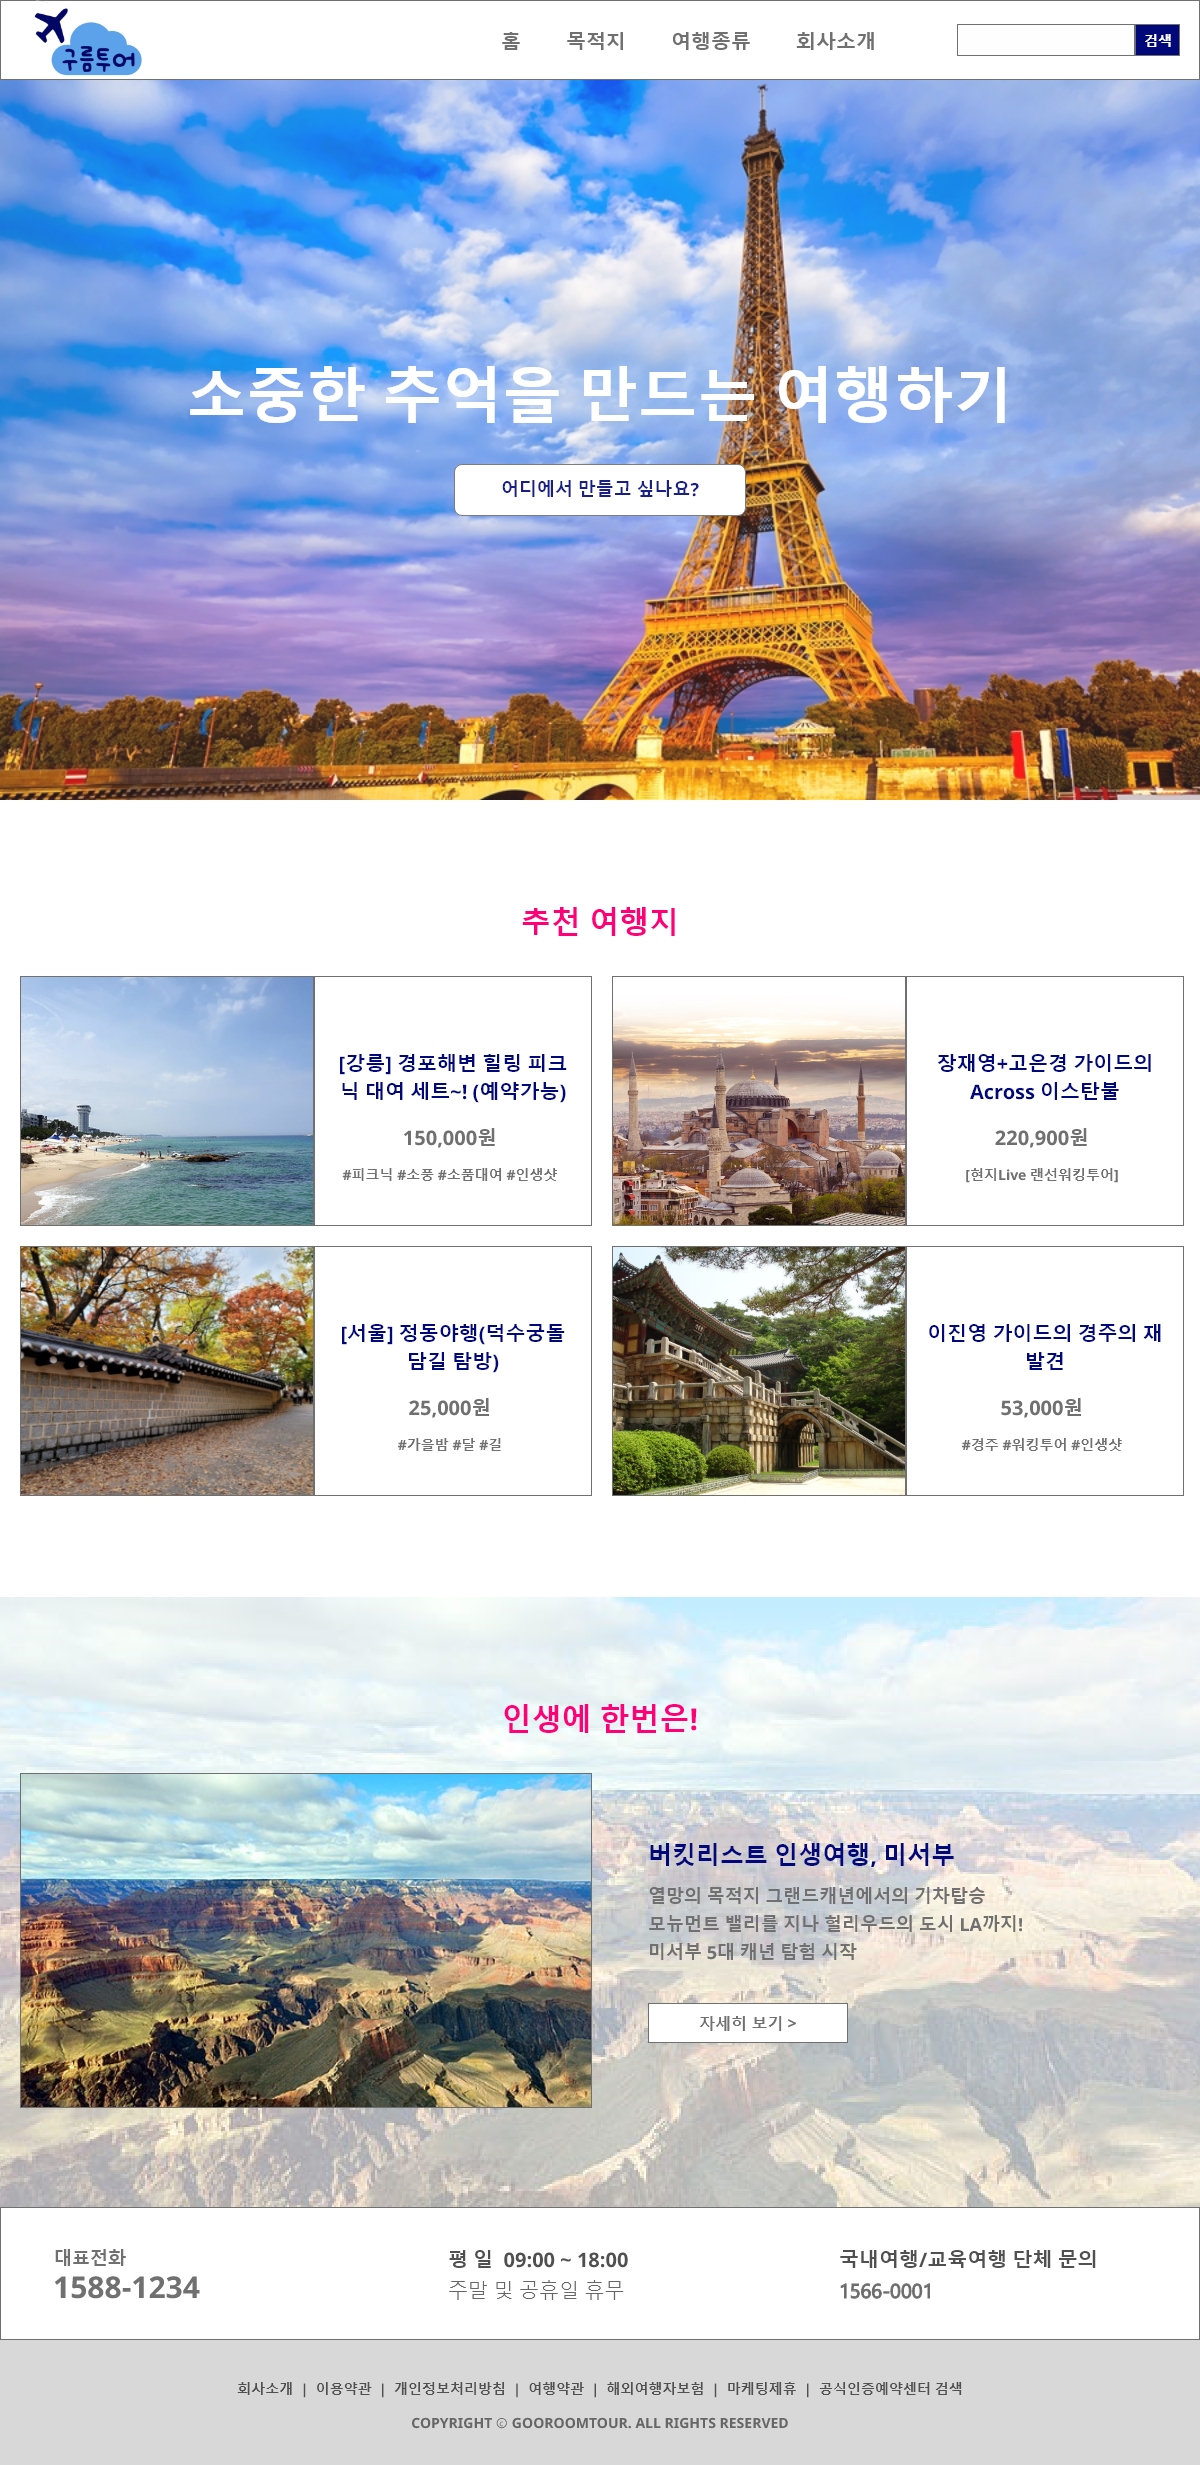 구름투어
홈 목적지 여행종류 회사소개
검색
소중한 추억을 만드는 여행하기
어디에서 만들고 싶나요?
추천 여행지
[강릉] 경포해변 힐링 피크
닉 대여 세트~! (예약가능)
150,000원
#피크닉 #소풍 #소품대여 #인생샷
장재영+고은경 가이드의
Across 이스탄불
220,900원
[현지Live 랜선워킹투어]
[서울] 정동야행(덕수궁돌
담길 탐방)
25,000원
#가을밤 #달 #길
이진영 가이드의 경주의 재
발견
53,000원
#경주 #워킹투어 #인생샷
인생에 한번은!
버킷리스트 인생여행, 미서부
열망의 목적지 그랜드캐년에서의 기차탑승
모뉴먼트 밸리를 지나 헐리우드의 도시 LA까지!
미서부 5대 캐년 탐험 시작
자세히 보기 >
대표전화
1588-1234
평 일 09:00 ~ 18:00
주말 및 공휴일 휴무
국내여행/교육여행 단체 문의
1566-0001
회사소개 | 이용약관 | 개인정보처리방침 | 여행약관 | 해외여행자보험 | 마케팅제휴 | 공식인증예약센터 검색
COPYRIGHT © GOOROOMTOUR. ALL RIGHTS RESERVED